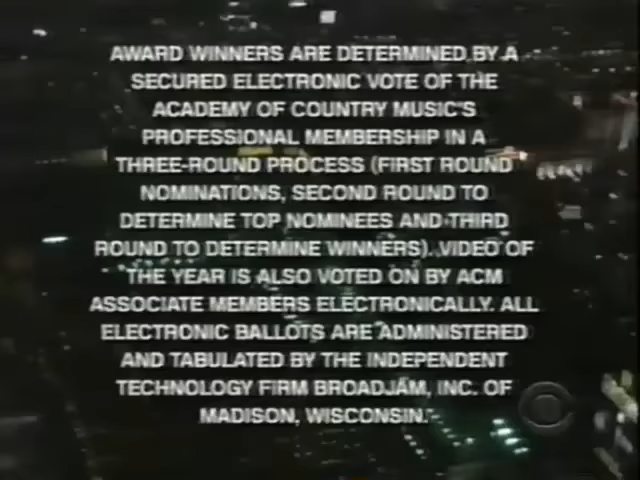 AWARD WINNERS ARE DETERMINED BY A
SECURED ELECTRONIC VOTE OF THE
ACADEMY OF COUNTRY MUSIC'S
PROFESSIONAL MEMBERSHIP IN A
THREE-ROUND PROCESS (FIRST ROUND
NOMINATIONS, SECOND ROUND TO
DETERMINE TOP NOMINEES AND THIRD
ROUND TO DETERMINE WINNERS). VIDEO OF
THE YEAR IS ALSO VOTED ON BY ACM
ASSOCIATE MEMBERS ELECTRONICALLY. ALL
ELECTRONIC BALLOTS ARE ADMINISTERED
AND TABULATED BY THE INDEPENDENT
TECHNOLOGY FIRM BROADJAM, INC. OF
MADISON, WISCONSIN.